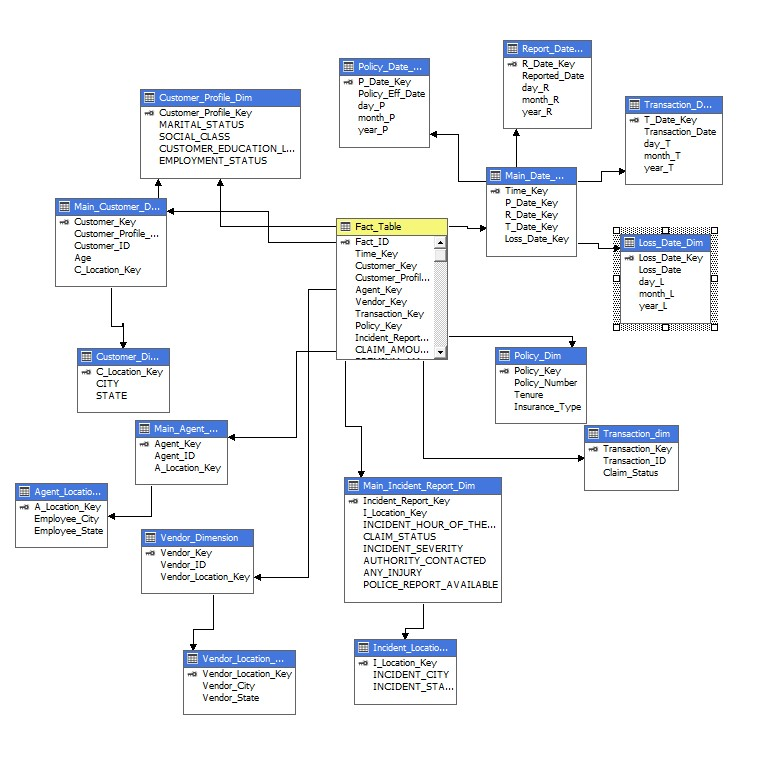 Policy_Date_...
P_Date_Key
Policy_Eff_Date
day_P
month_P
year_P
Report_Date_...
R_Date_Key
Reported_Date
day_R
month_R
year_R
Customer_Profile_Dim
Customer_Profile_Key
MARITAL_STATUS
SOCIAL_CLASS
CUSTOMER_EDUCATION_L...
EMPLOYMENT_STATUS
Transaction_D...
T_Date_Key
Transaction_Date
day_T
month_T
year_T
Main_Date_...
Time_Key
P_Date_Key
R_Date_Key
T_Date_Key
Loss_Date_Key
Main_Customer_D...
Customer_Key
Customer_Profile_...
Customer_ID
Age
C_Location_Key
Fact_Table
Fact_ID
Time_Key
Customer_Key
Customer_Profil...
Agent_Key
Vendor_Key
Transaction_Key
Policy_Key
Incident_Report...
CLAIM_AMOU...
Loss_Date_Dim
Loss_Date_Key
Loss_Date
day_L
month_L
year_L
Customer_Di...
C_Location_Key
CITY
STATE
Policy_Dim
Policy_Key
Policy_Number
Tenure
Insurance_Type
Main_Agent_...
Agent_Key
Agent_ID
A_Location_Key
Transaction_dim
Transaction_Key
Transaction_ID
Claim_Status
Agent_Locatio...
A_Location_Key
Employee_City
Employee_State
Main_Incident_Report_Dim
Incident_Report_Key
I_Location_Key
INCIDENT_HOUR_OF_THE...
CLAIM_STATUS
INCIDENT_SEVERITY
AUTHORITY_CONTACTED
ANY_INJURY
POLICE_REPORT_AVAILABLE
Vendor_Dimension
Vendor_Key
Vendor_ID
Vendor_Location_Key
Vendor_Location_...
Vendor_Location_Key
Vendor_City
Vendor_State
Incident_Locatio...
I_Location_Key
INCIDENT_CITY
INCIDENT_STA...